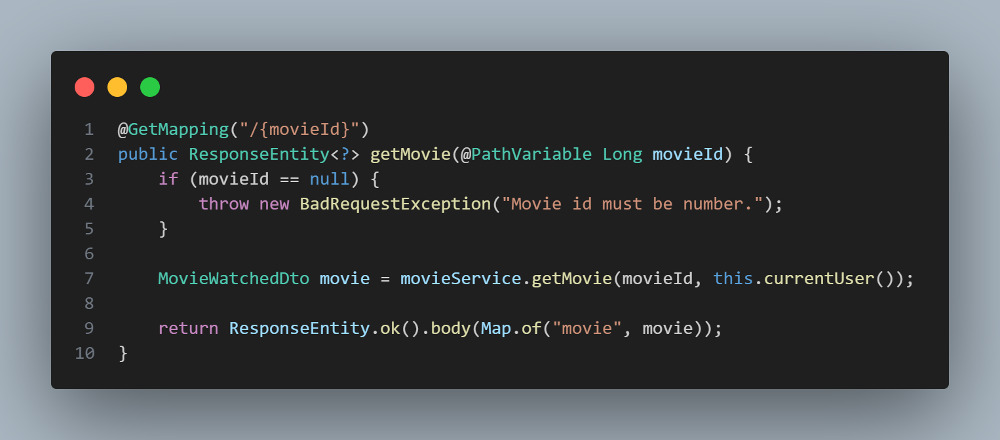 1 @GetMapping("/{movieId}")
2 public ResponseEntity<?> getMovie(@PathVariable Long movieId) {
3     if (movieId == null) {
4         throw new BadRequestException("Movie id must be number.");
5     }
6
7     MovieWatchedDto movie = movieService.getMovie(movieId, this.currentUser());
8
9     return ResponseEntity.ok().body(Map.of("movie", movie));
10 }